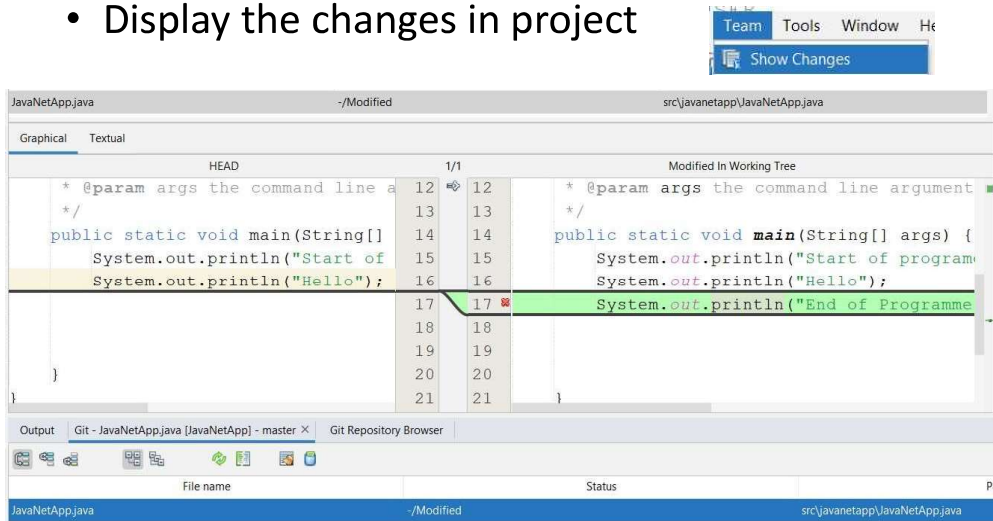 • Display the changes in project
Team Tools Window He
Show Changes
JavaNetApp.java -/Modified src\javanetapp\JavaNetApp.java
Graphical Textual
HEAD 1/1 Modified In Working Tree
* @param args the command line a 12 12 * @param args the command line argument
*/ 13 13 */
public static void main(String[] 14 14 public static void main(String[] args) {
System.out.println("Start of 15 15 System.out.println("Start of program
System.out.println("Hello"); 16 16 System.out.println("Hello");
17 17 System.out.println("End of Programme
18 18
19 19
} 20 20
} 21 21 }
Output Git - JavaNetApp.java [JavaNetApp] - master × Git Repository Browser
File name Status P
JavaNetApp.java -/Modified src\javanetapp\JavaNetApp.java